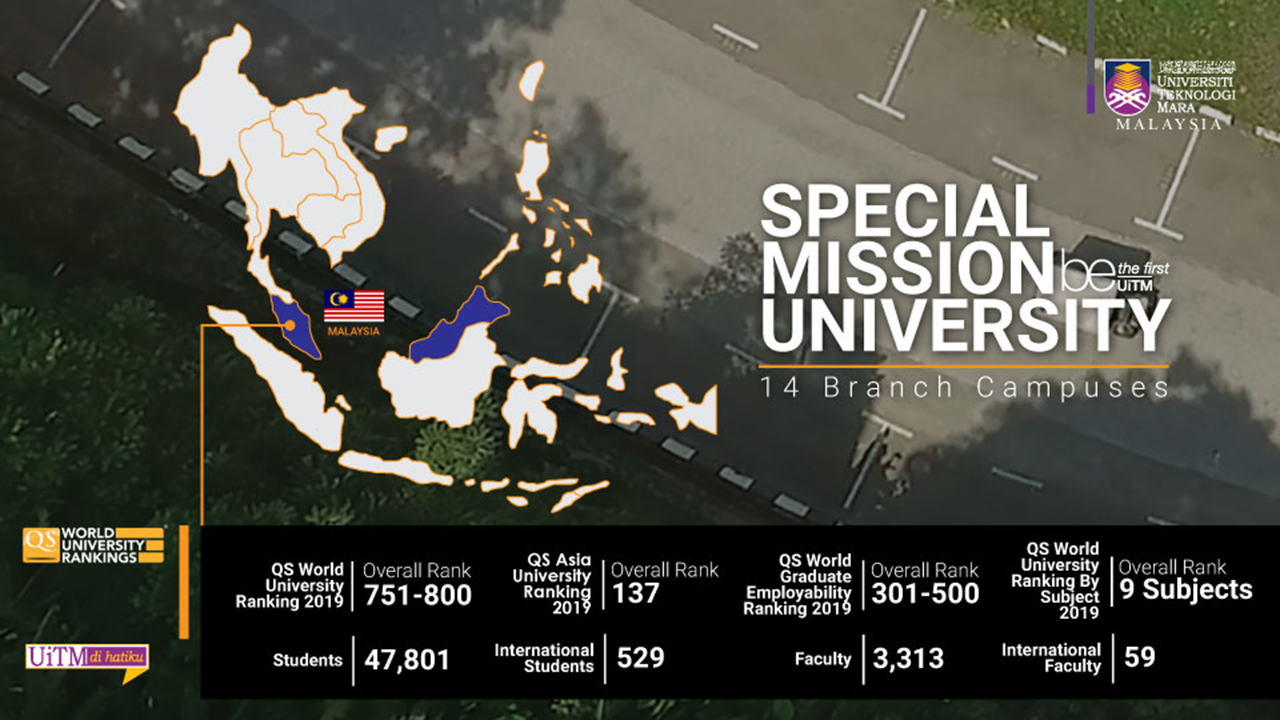 UNIVERSITI
TEKNOLOGI
MARA
MALAYSIA
SPECIAL
MISSION
be the first
UiTM
UNIVERSITY
14 Branch Campuses
MALAYSIA
QS WORLD
UNIVERSITY
RANKINGS
QS World
University
Ranking 2019
Overall Rank
751-800
QS Asia
University
Ranking
2019
Overall Rank
137
QS World
Graduate
Employability
Ranking 2019
Overall Rank
301-500
QS World
University
Ranking By
Subject
2019
Overall Rank
9 Subjects
UiTM di hatiku
Students
47,801
International
Students
529
Faculty
3,313
International
Faculty
59